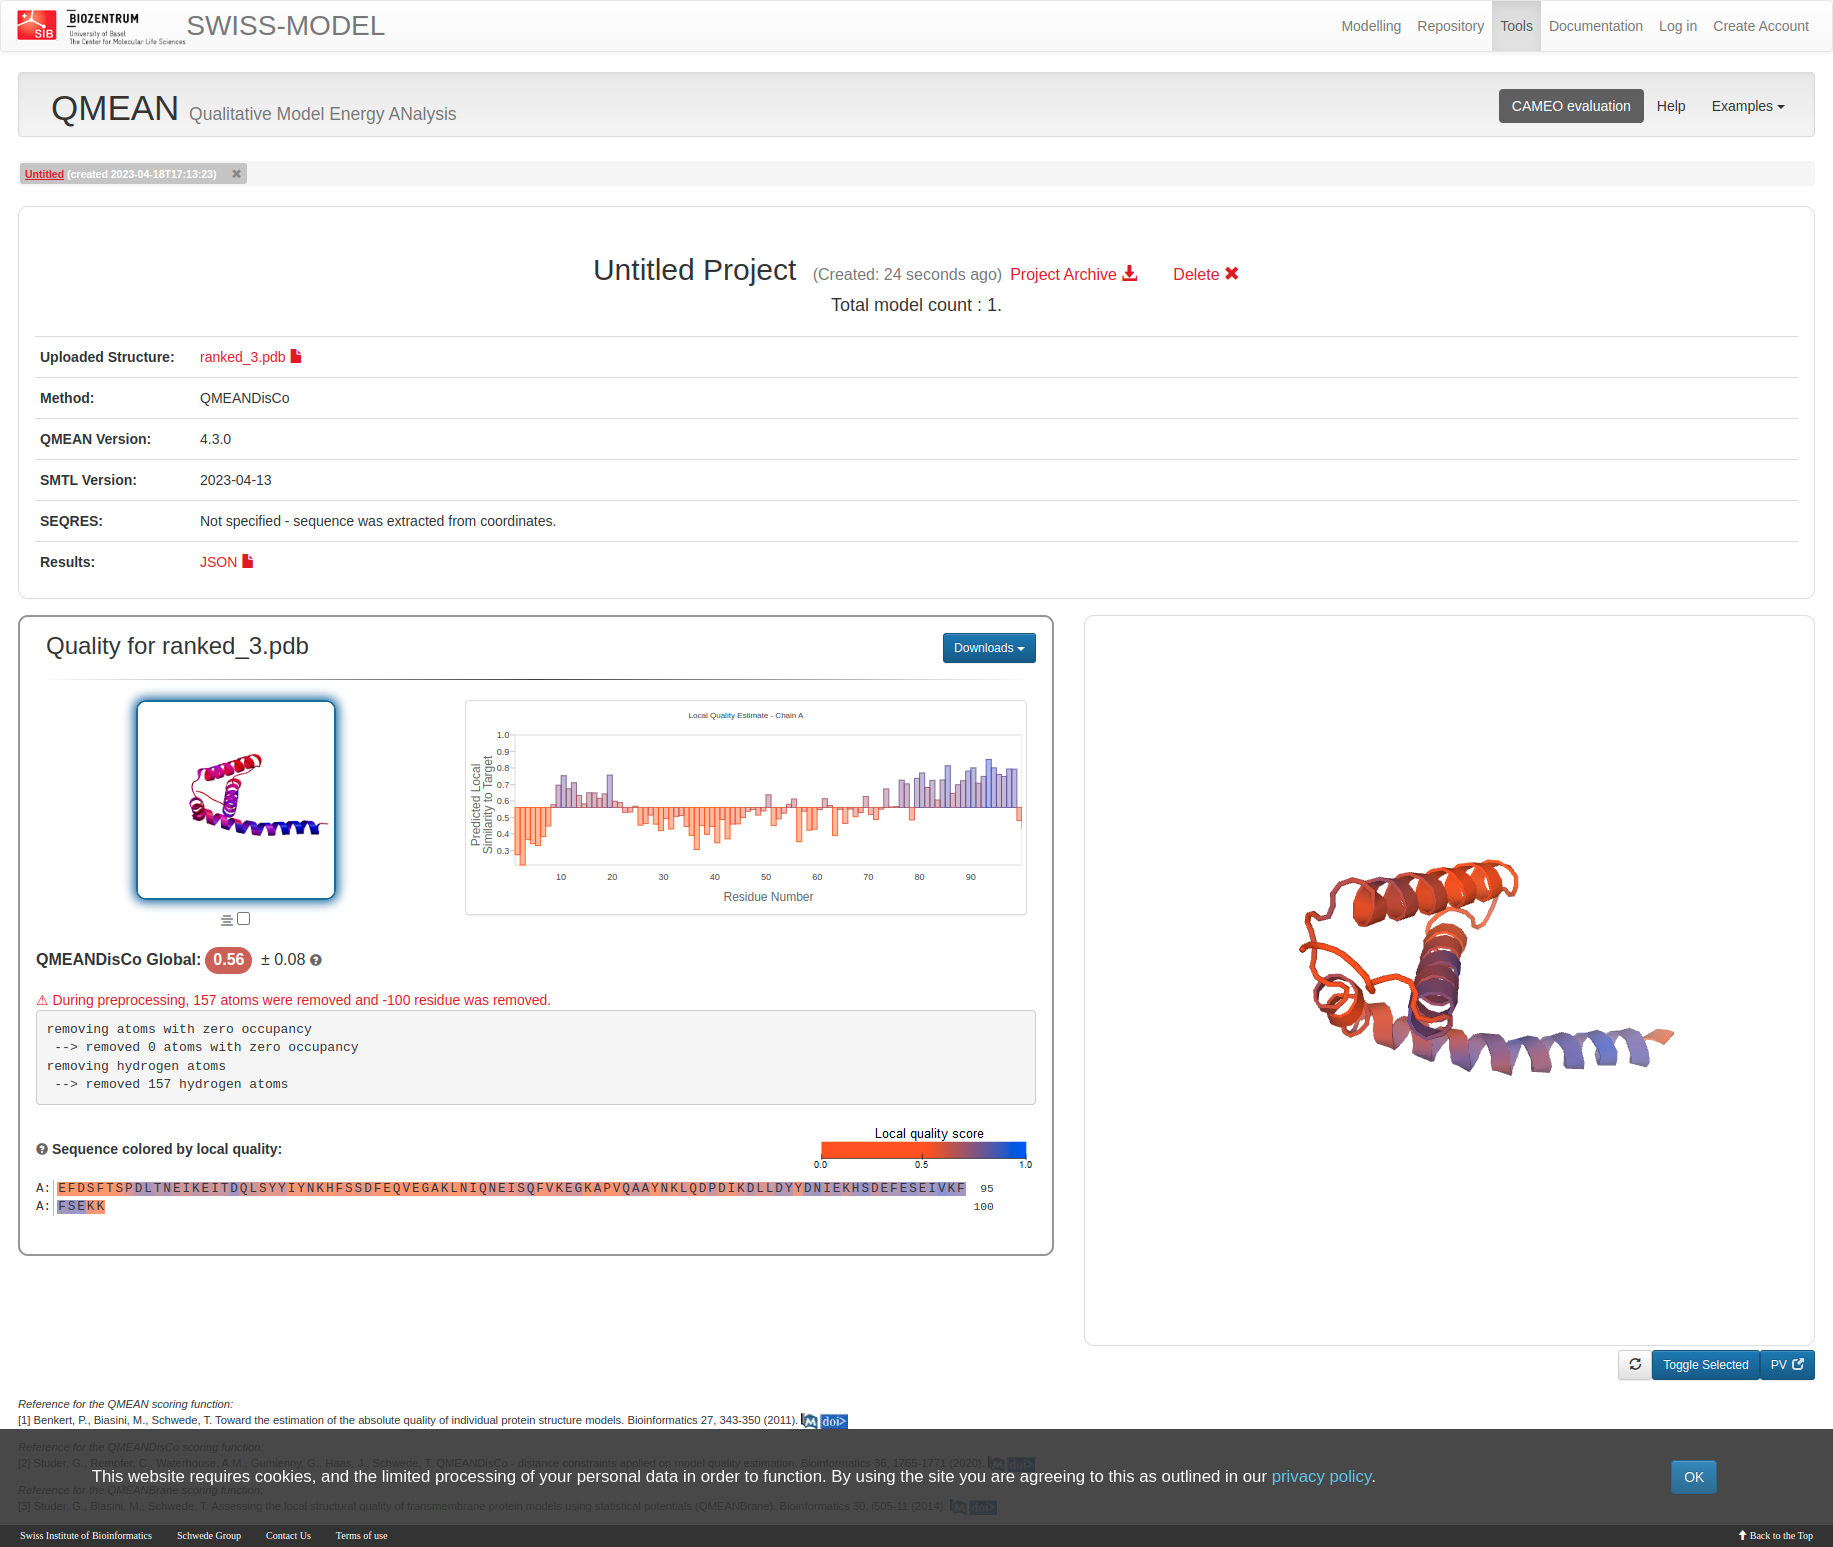 SIB
BIOZENTRUM
University of Basel
The Center for Molecular Life Sciences
SWISS-MODEL
Modelling Repository Tools Documentation Log in Create Account
QMEAN Qualitative Model Energy ANalysis
CAMEO evaluation Help Examples
Untitled (created 2023-04-18T17:13:23) ✖
Untitled Project (Created: 24 seconds ago) Project Archive Delete ✖
Total model count : 1.
Uploaded Structure: ranked_3.pdb
Method: QMEANDisCo
QMEAN Version: 4.3.0
SMTL Version: 2023-04-13
SEQRES: Not specified - sequence was extracted from coordinates.
Results: JSON
Quality for ranked_3.pdb
Downloads
Local Quality Estimate - Chain A
Predicted Local
Similarity to Target
1.0
0.9
0.8
0.7
0.6
0.5
0.4
0.3
10 20 30 40 50 60 70 80 90
Residue Number
QMEANDisCo Global: 0.56 ± 0.08
⚠ During preprocessing, 157 atoms were removed and -100 residue was removed.
removing atoms with zero occupancy
--> removed 0 atoms with zero occupancy
removing hydrogen atoms
--> removed 157 hydrogen atoms
Sequence colored by local quality:
Local quality score
0.0 0.5 1.0
A: EFDSFTSPDLTNEIKEITDQLSYYIYNKHFSSDFEQVEGAKLNIQNEISQFVKEGKAPVQAAYNKLQDPDIKDLLDYYDNIEKHSDEFESEIVKF 95
A: FSEKK 100
Toggle Selected PV
Reference for the QMEAN scoring function:
[1] Benkert, P., Biasini, M., Schwede, T. Toward the estimation of the absolute quality of individual protein structure models. Bioinformatics 27, 343-350 (2011). M doi>
Reference for the QMEANDisCo scoring function:
[2] Studer, G., Rempfer, C., Waterhouse, A.M., Gumienny, G., Haas, J., Schwede, T. QMEANDisCo - distance constraints applied on model quality estimation. Bioinformatics 36, 1765-1771 (2020). M doi>
This website requires cookies, and the limited processing of your personal data in order to function. By using the site you are agreeing to this as outlined in our privacy policy.
OK
Reference for the QMEANBrane scoring function:
[3] Studer, G., Biasini, M., Schwede, T. Assessing the local structural quality of transmembrane protein models using statistical potentials (QMEANBrane). Bioinformatics 30, i505-11 (2014). M doi>
Swiss Institute of Bioinformatics Schwede Group Contact Us Terms of use Back to the Top